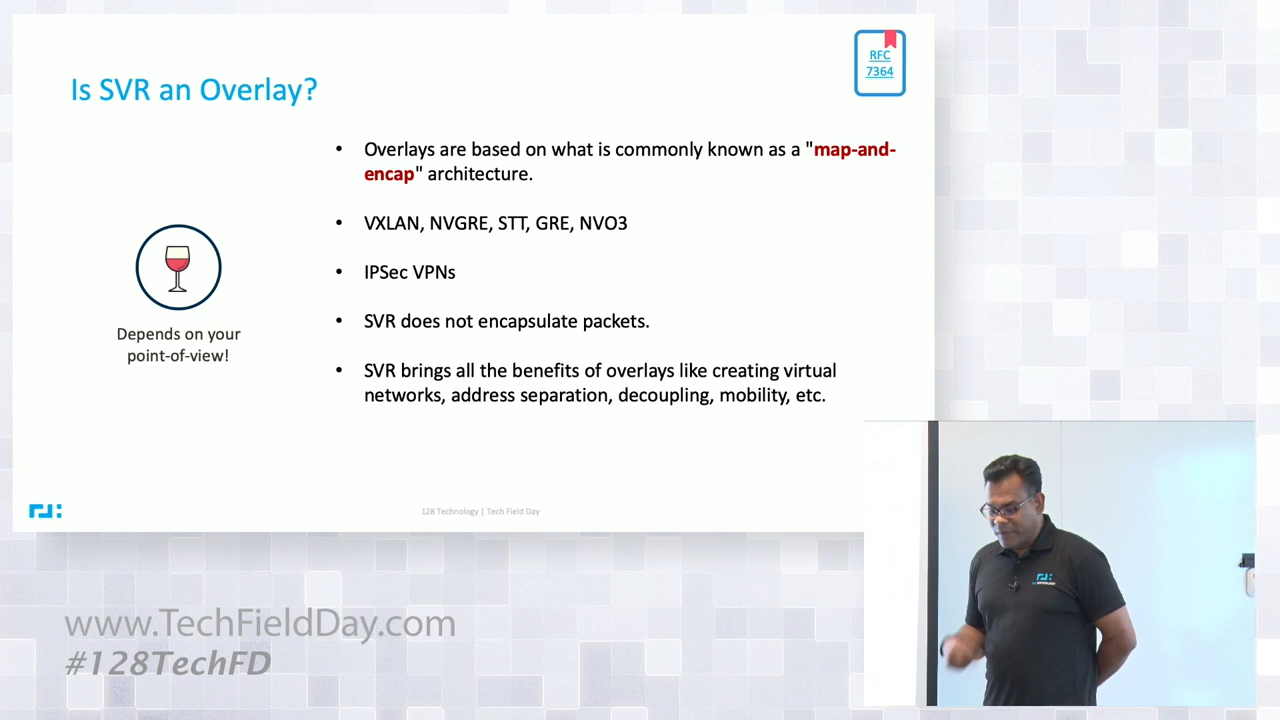 Is SVR an Overlay?
RFC
7364
• Overlays are based on what is commonly known as a "map-and-
encap" architecture.
• VXLAN, NVGRE, STT, GRE, NVO3
• IPSec VPNs
• SVR does not encapsulate packets.
• SVR brings all the benefits of overlays like creating virtual
networks, address separation, decoupling, mobility, etc.
Depends on your
point-of-view!
128 Technology | Tech Field Day
www.TechFieldDay.com
#128TechFD